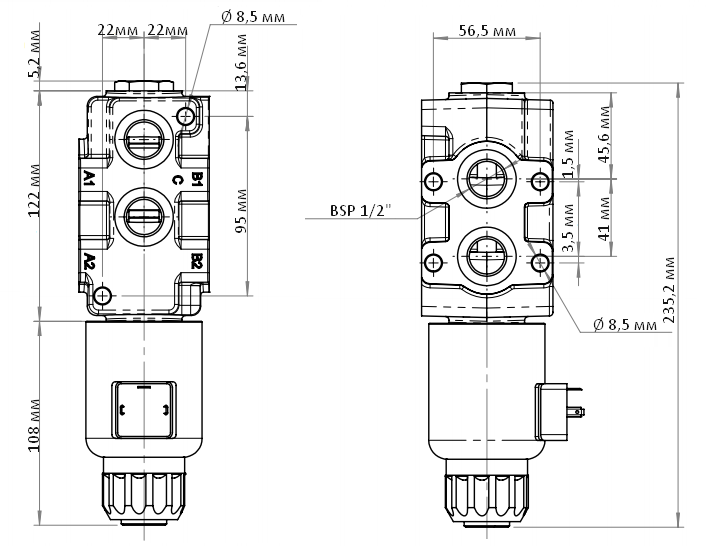 Ø 8,5 мм
22мм
22мм
5,2 мм
13,6 мм
122 мм
95 мм
108 мм
A1
B1
C
A2
B2
56,5 мм
1,5 мм
45,6 мм
BSP 1/2"
3,5 мм
41 мм
235,2 мм
Ø 8,5 мм